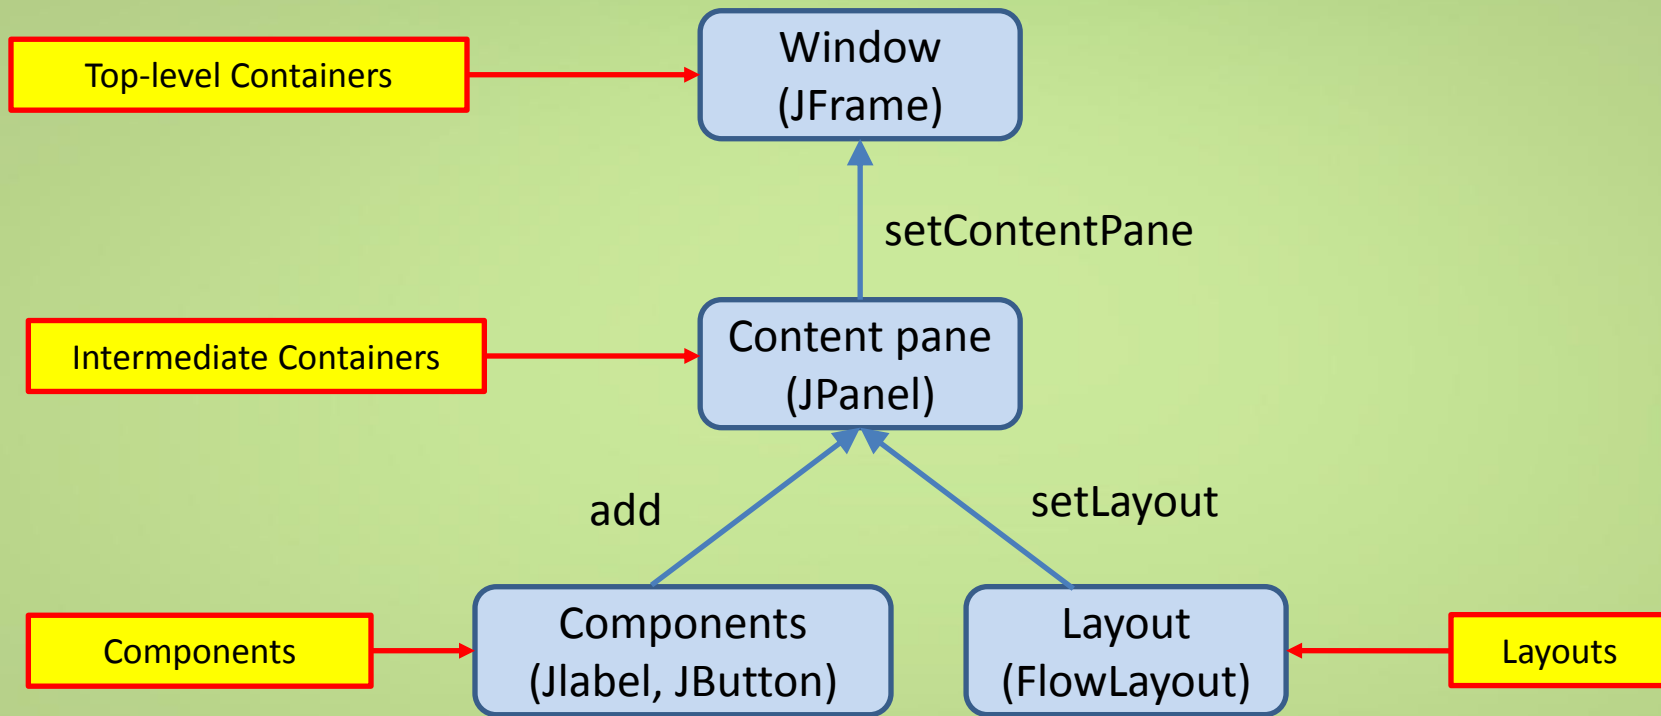 Top-level Containers
Window
(JFrame)
setContentPane
Intermediate Containers
Content pane
(JPanel)
add
setLayout
Components
Components
(Jlabel, JButton)
Layout
(FlowLayout)
Layouts